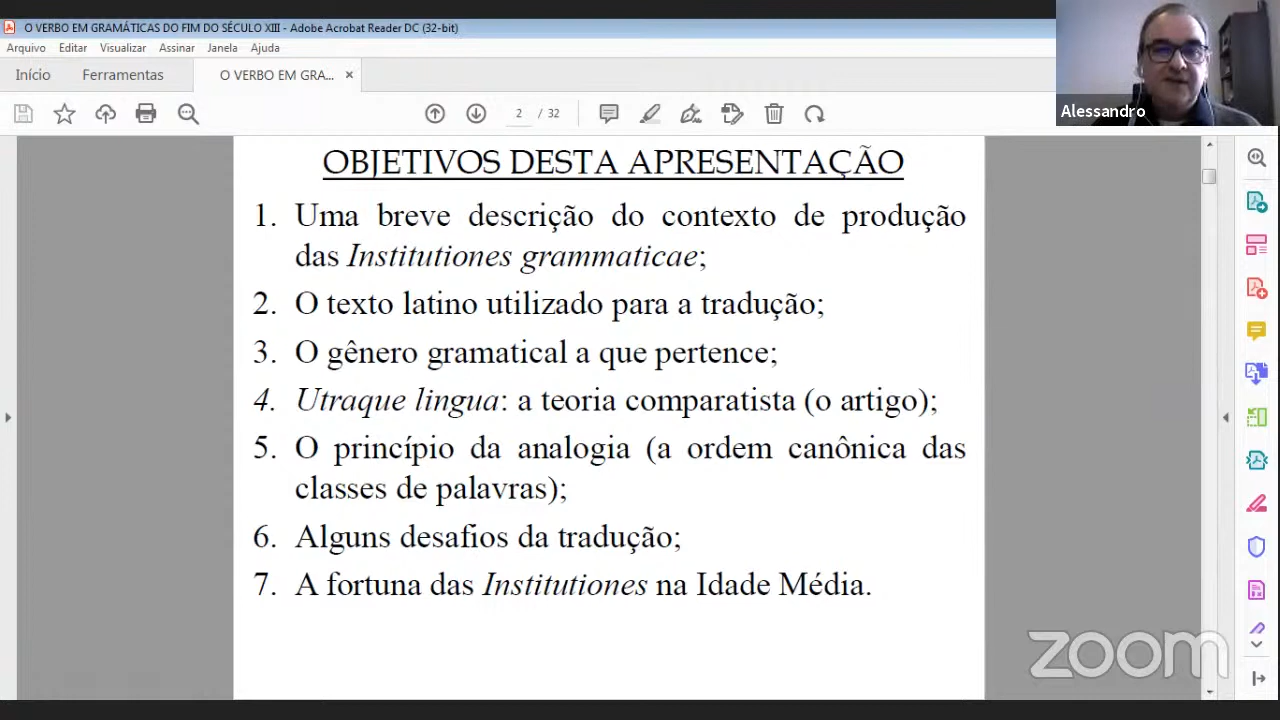 O VERBO EM GRAMÁTICAS DO FIM DO SÉCULO XIII - Adobe Acrobat Reader DC (32-bit)
Arquivo Editar Visualizar Assinar Janela Ajuda
Início Ferramentas O VERBO EM GRA... ×
2 / 32
Alessandro
OBJETIVOS DESTA APRESENTAÇÃO
1. Uma breve descrição do contexto de produção
das Institutiones grammaticae;
2. O texto latino utilizado para a tradução;
3. O gênero gramatical a que pertence;
4. Utraque lingua: a teoria comparatista (o artigo);
5. O princípio da analogia (a ordem canônica das
classes de palavras);
6. Alguns desafios da tradução;
7. A fortuna das Institutiones na Idade Média.
zoom